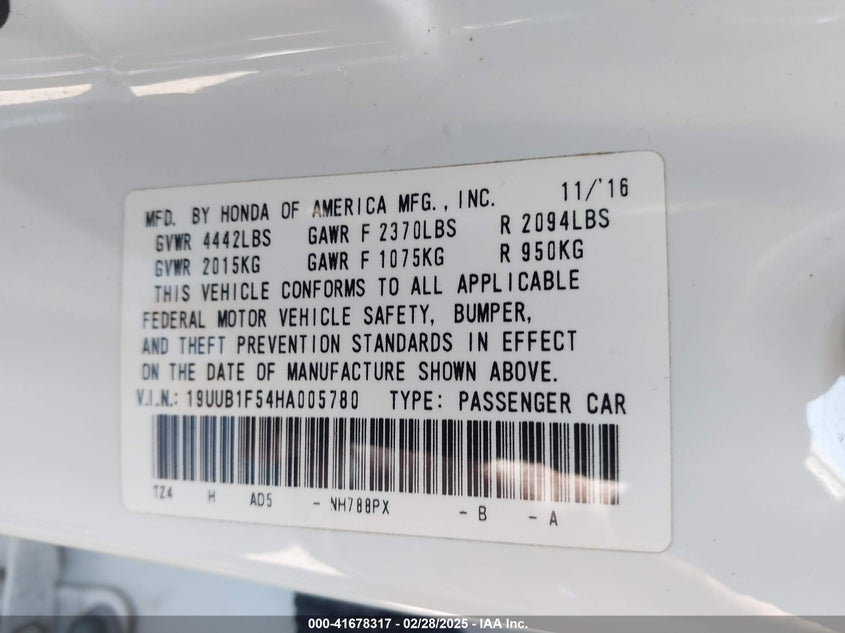 MFD. BY HONDA OF AMERICA MFG., INC. 11/'16
GVWR 4442LBS GAWR F 2370LBS R 2094LBS
GVWR 2015KG GAWR F 1075KG R 950KG
THIS VEHICLE CONFORMS TO ALL APPLICABLE
FEDERAL MOTOR VEHICLE SAFETY, BUMPER,
AND THEFT PREVENTION STANDARDS IN EFFECT
ON THE DATE OF MANUFACTURE SHOWN ABOVE.
V.I.N.: 19UUB1F54HA005780 TYPE: PASSENGER CAR
TZ4 H AD5 - NH788PX - B - A
000-41678317 | 02/28/2025 - IAA Inc.